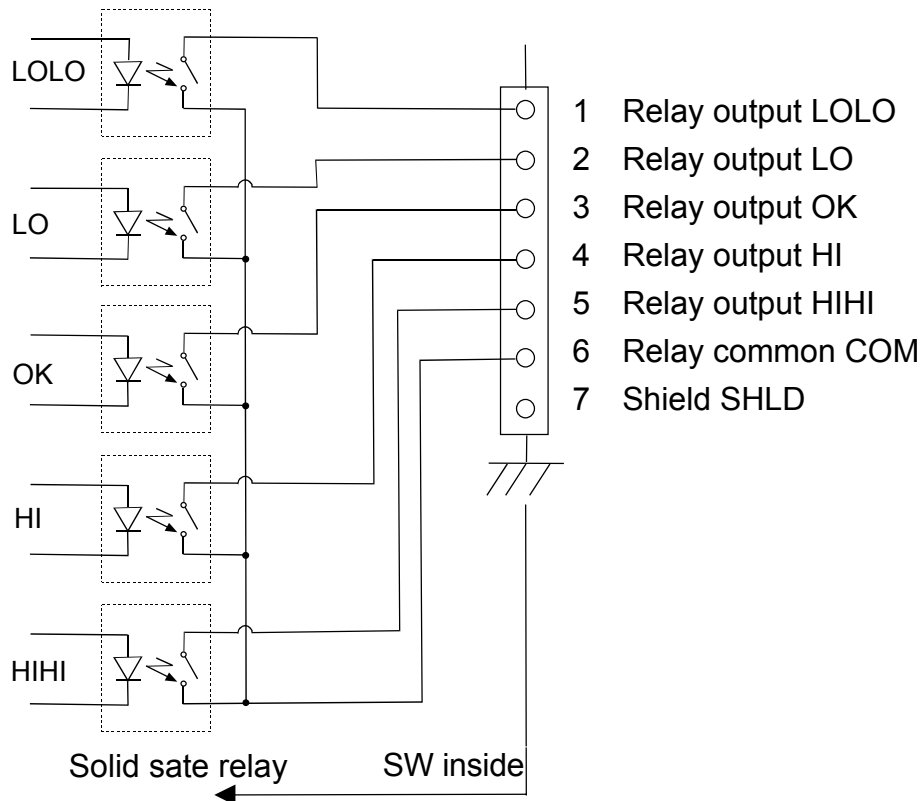 LOLO
LO
OK
HI
HIHI
1 Relay output LOLO
2 Relay output LO
3 Relay output OK
4 Relay output HI
5 Relay output HIHI
6 Relay common COM
7 Shield SHLD
Solid sate relay
SW inside